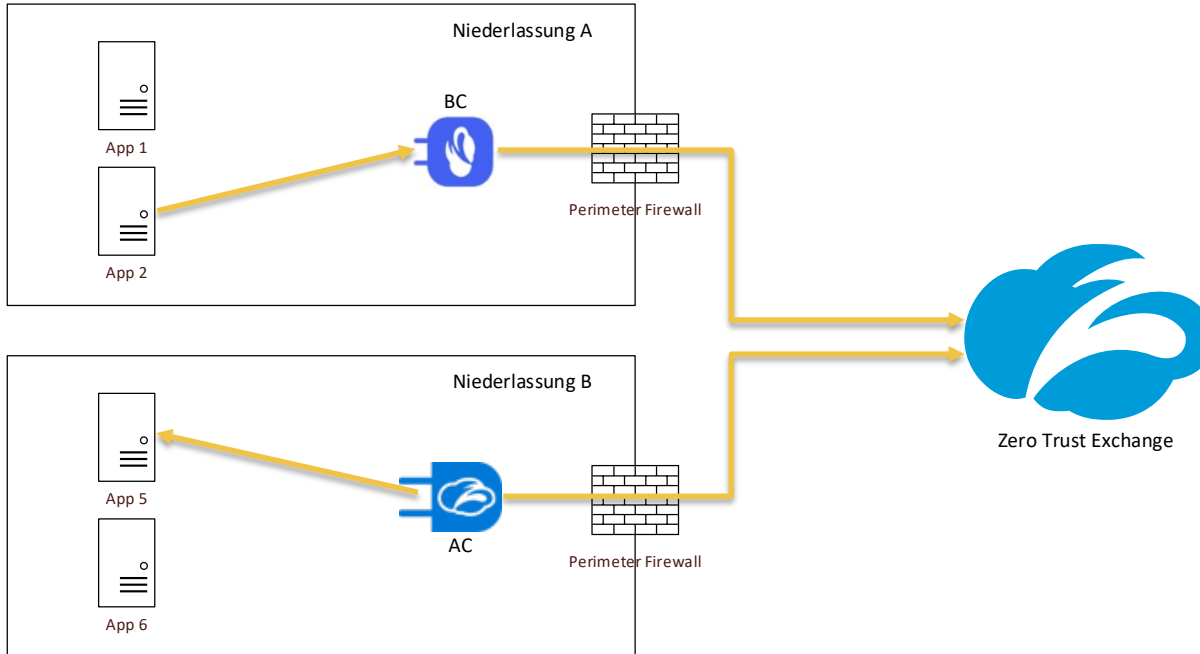 Niederlassung A
App 1
App 2
BC
Perimeter Firewall
Niederlassung B
App 5
App 6
AC
Perimeter Firewall
Zero Trust Exchange